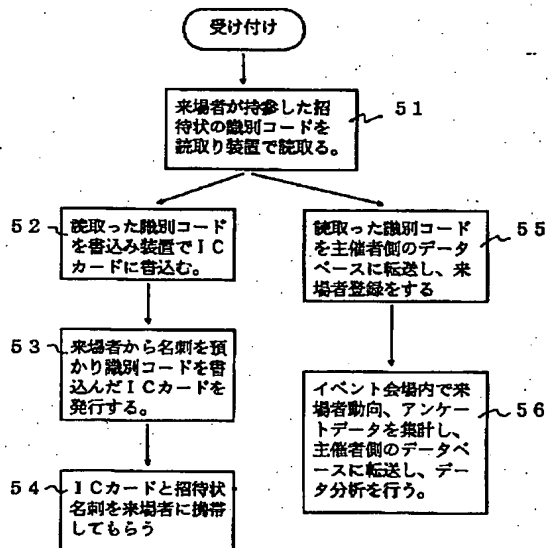 受け付け
来場者が持参した招
待状の識別コードを
読取り装置で読取る。
51
52
読取った識別コード
を書込み装置でIC
カードに書込む。
読取った識別コード
を主催者側のデータ
ベースに転送し、来
場者登録をする
55
53
来場者から名刺を預
かり識別コードを書
込んだICカードを
発行する。
イベント会場内で来
場者動向、アンケー
トデータを集計し、
主催者側のデータベ
ースに転送し、デー
タ分析を行う。
56
54
ICカードと招待状
名刺を来場者に携帯
してもらう